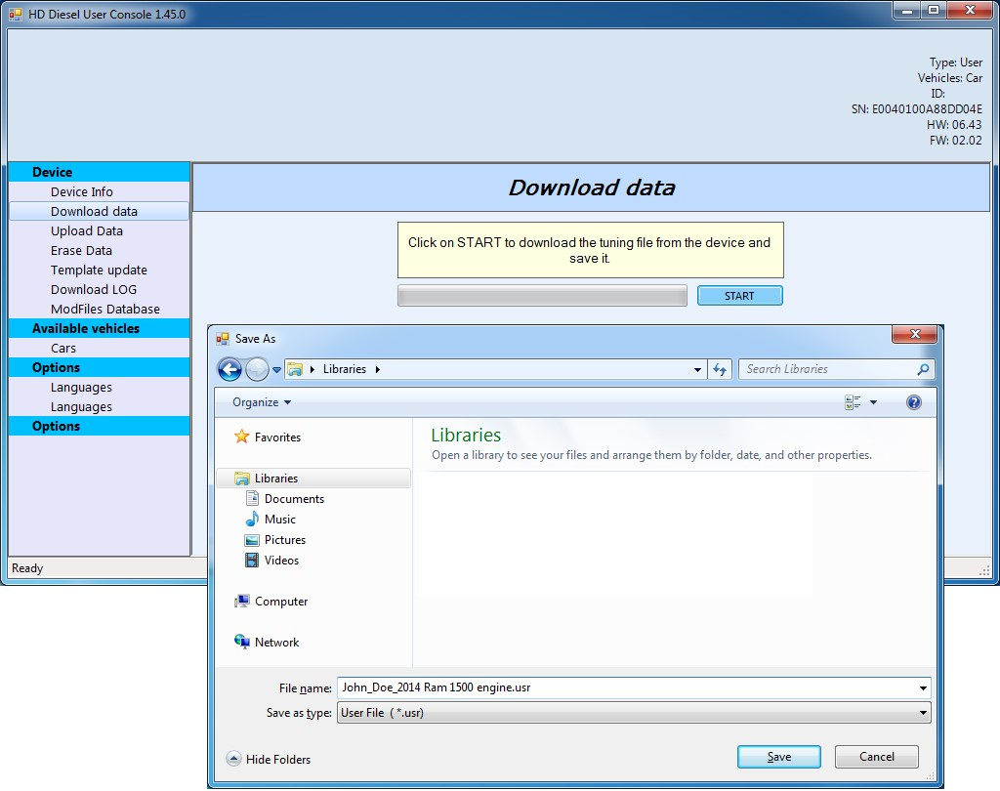 HD Diesel User Console 1.45.0
Type: User
Vehicles: Car
ID:
SN: E0040100A88DD04E
HW: 06.43
FW: 02.02
Device
Device Info
Download data
Upload Data
Erase Data
Template update
Download LOG
ModFiles Database
Available vehicles
Cars
Options
Languages
Languages
Options
Ready
Download data
Click on START to download the tuning file from the device and
save it.
START
Save As
Libraries
Search Libraries
Organize
Favorites
Libraries
Documents
Music
Pictures
Videos
Computer
Network
Libraries
Open a library to see your files and arrange them by folder, date, and other properties.
File name: John_Doe_2014 Ram 1500 engine.usr
Save as type: User File ( *.usr)
Hide Folders
Save
Cancel